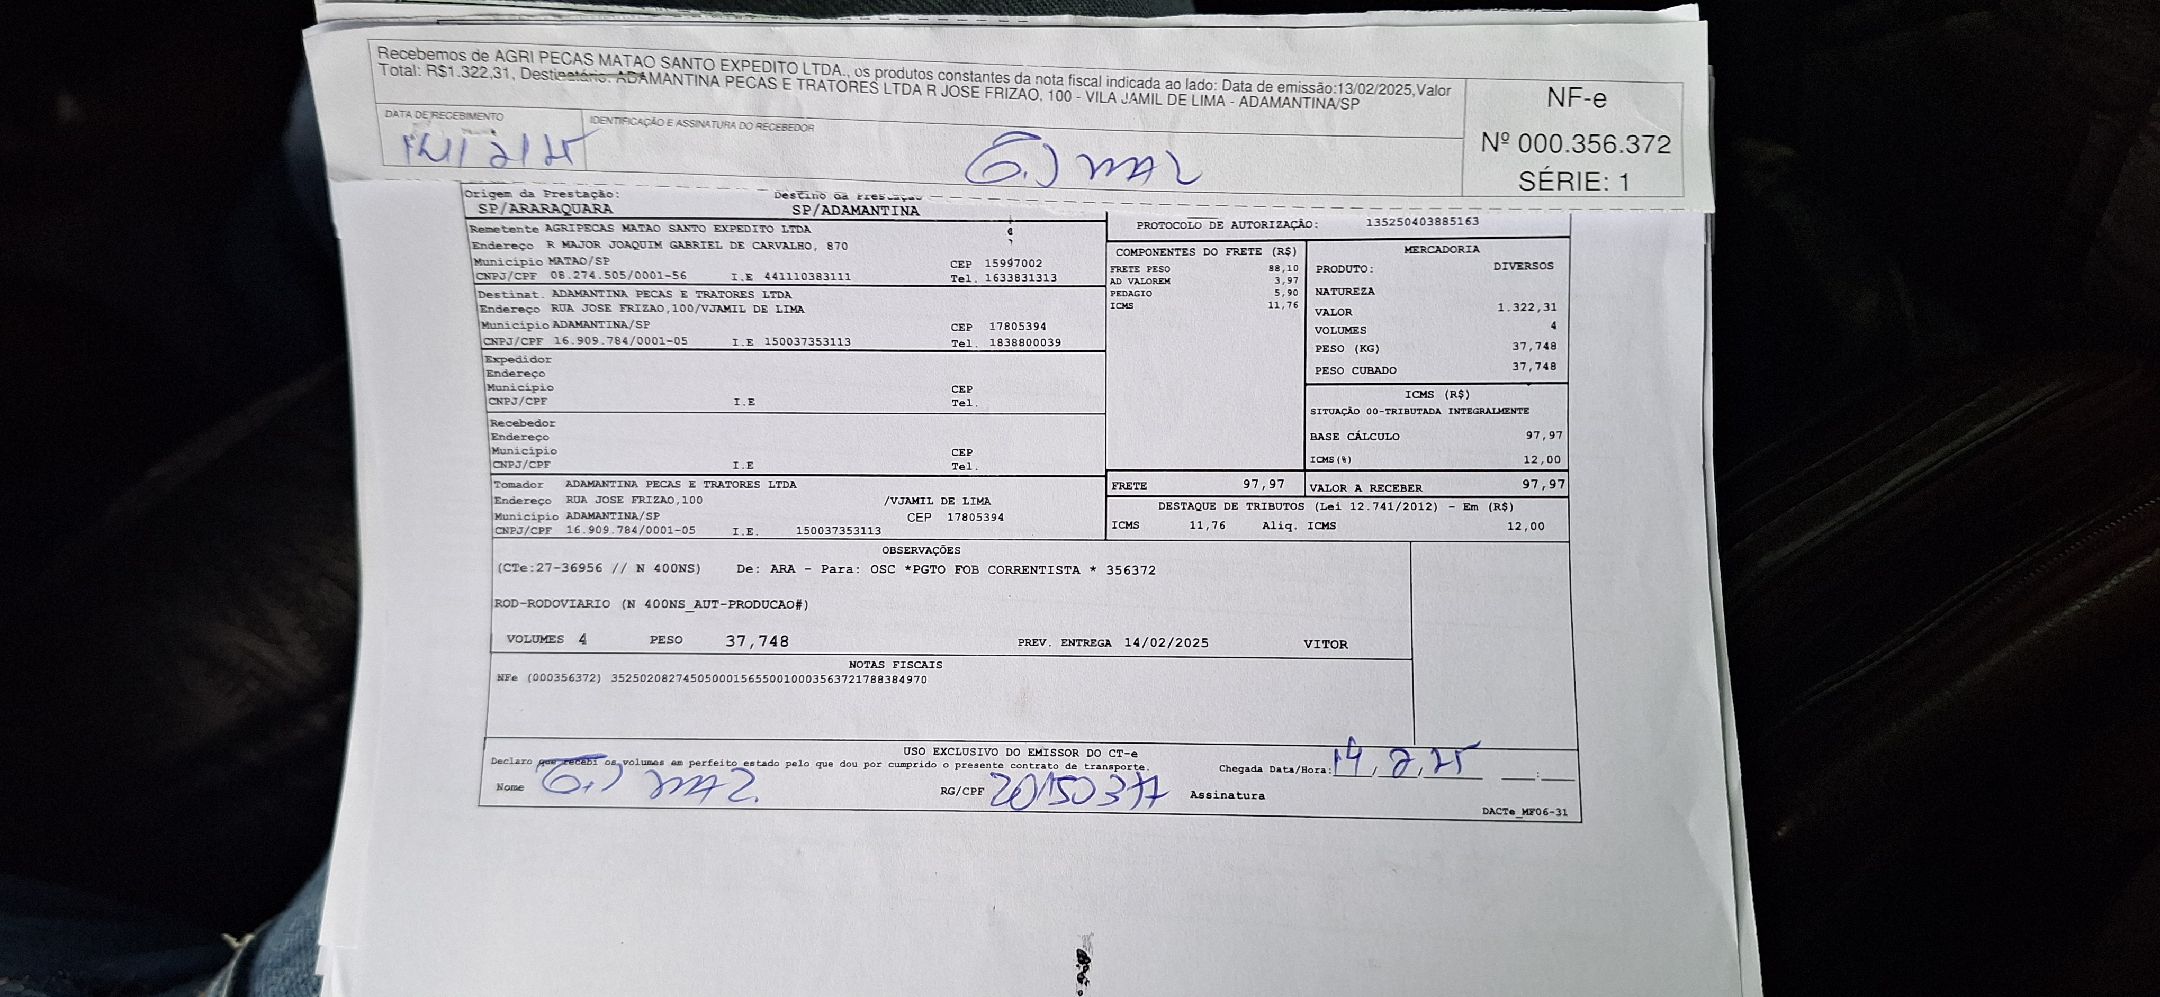 Recebemos de AGRI PECAS MATAO SANTO EXPEDITO LTDA., os produtos constantes da nota fiscal indicada ao lado: Data de emissão:13/02/2025,Valor
Total: R$1.322,31, Destinatário: ADAMANTINA PECAS E TRATORES LTDA R JOSE FRIZAO, 100 - VILA JAMIL DE LIMA - ADAMANTINA/SP
DATA DE RECEBIMENTO
IDENTIFICAÇÃO E ASSINATURA DO RECEBEDOR
14/2/25
NF-e
Nº 000.356.372
SÉRIE: 1
Origem da Prestação:
SP/ARARAQUARA
Destino da Prestação
SP/ADAMANTINA
Remetente AGRIPECAS MATAO SANTO EXPEDITO LTDA
Endereço R MAJOR JOAQUIM GABRIEL DE CARVALHO, 870
Município MATAO/SP CEP 15997002
CNPJ/CPF 08.274.505/0001-56 I.E 441110383111 Tel. 1633831313
Destinat. ADAMANTINA PECAS E TRATORES LTDA
Endereço RUA JOSE FRIZAO,100/VJAMIL DE LIMA
Município ADAMANTINA/SP CEP 17805394
CNPJ/CPF 16.909.784/0001-05 I.E 150037353113 Tel. 1838800039
Expedidor
Endereço
Município CEP
CNPJ/CPF I.E Tel.
Recebedor
Endereço
Município CEP
CNPJ/CPF I.E Tel.
Tomador ADAMANTINA PECAS E TRATORES LTDA
Endereço RUA JOSE FRIZAO,100 /VJAMIL DE LIMA
Município ADAMANTINA/SP CEP 17805394
CNPJ/CPF 16.909.784/0001-05 I.E. 150037353113
PROTOCOLO DE AUTORIZAÇÃO: 135250403885163
COMPONENTES DO FRETE (R$)
FRETE PESO 88,10
AD VALOREM 3,97
PEDAGIO 5,90
ICMS 11,76
MERCADORIA
PRODUTO: DIVERSOS
NATUREZA
VALOR 1.322,31
VOLUMES 4
PESO (KG) 37,748
PESO CUBADO 37,748
ICMS (R$)
SITUAÇÃO 00-TRIBUTADA INTEGRALMENTE
BASE CÁLCULO 97,97
ICMS(%) 12,00
FRETE 97,97
VALOR A RECEBER 97,97
DESTAQUE DE TRIBUTOS (Lei 12.741/2012) - Em (R$)
ICMS 11,76 Aliq. ICMS 12,00
OBSERVAÇÕES
(CTe:27-36956 // N 400NS) De: ARA - Para: OSC *PGTO FOB CORRENTISTA * 356372
ROD-RODOVIARIO (N 400NS_AUT-PRODUCAO#)
VOLUMES 4 PESO 37,748 PREV. ENTREGA 14/02/2025 VITOR
NOTAS FISCAIS
NFe (000356372) 35250208274505000156550010003563721788384970
USO EXCLUSIVO DO EMISSOR DO CT-e
Declaro que recebi os volumes em perfeito estado pelo que dou por cumprido o presente contrato de transporte.
Chegada Data/Hora: 14/2/25 __:__
Nome
RG/CPF 20150377 Assinatura
DACTe_MF06-31